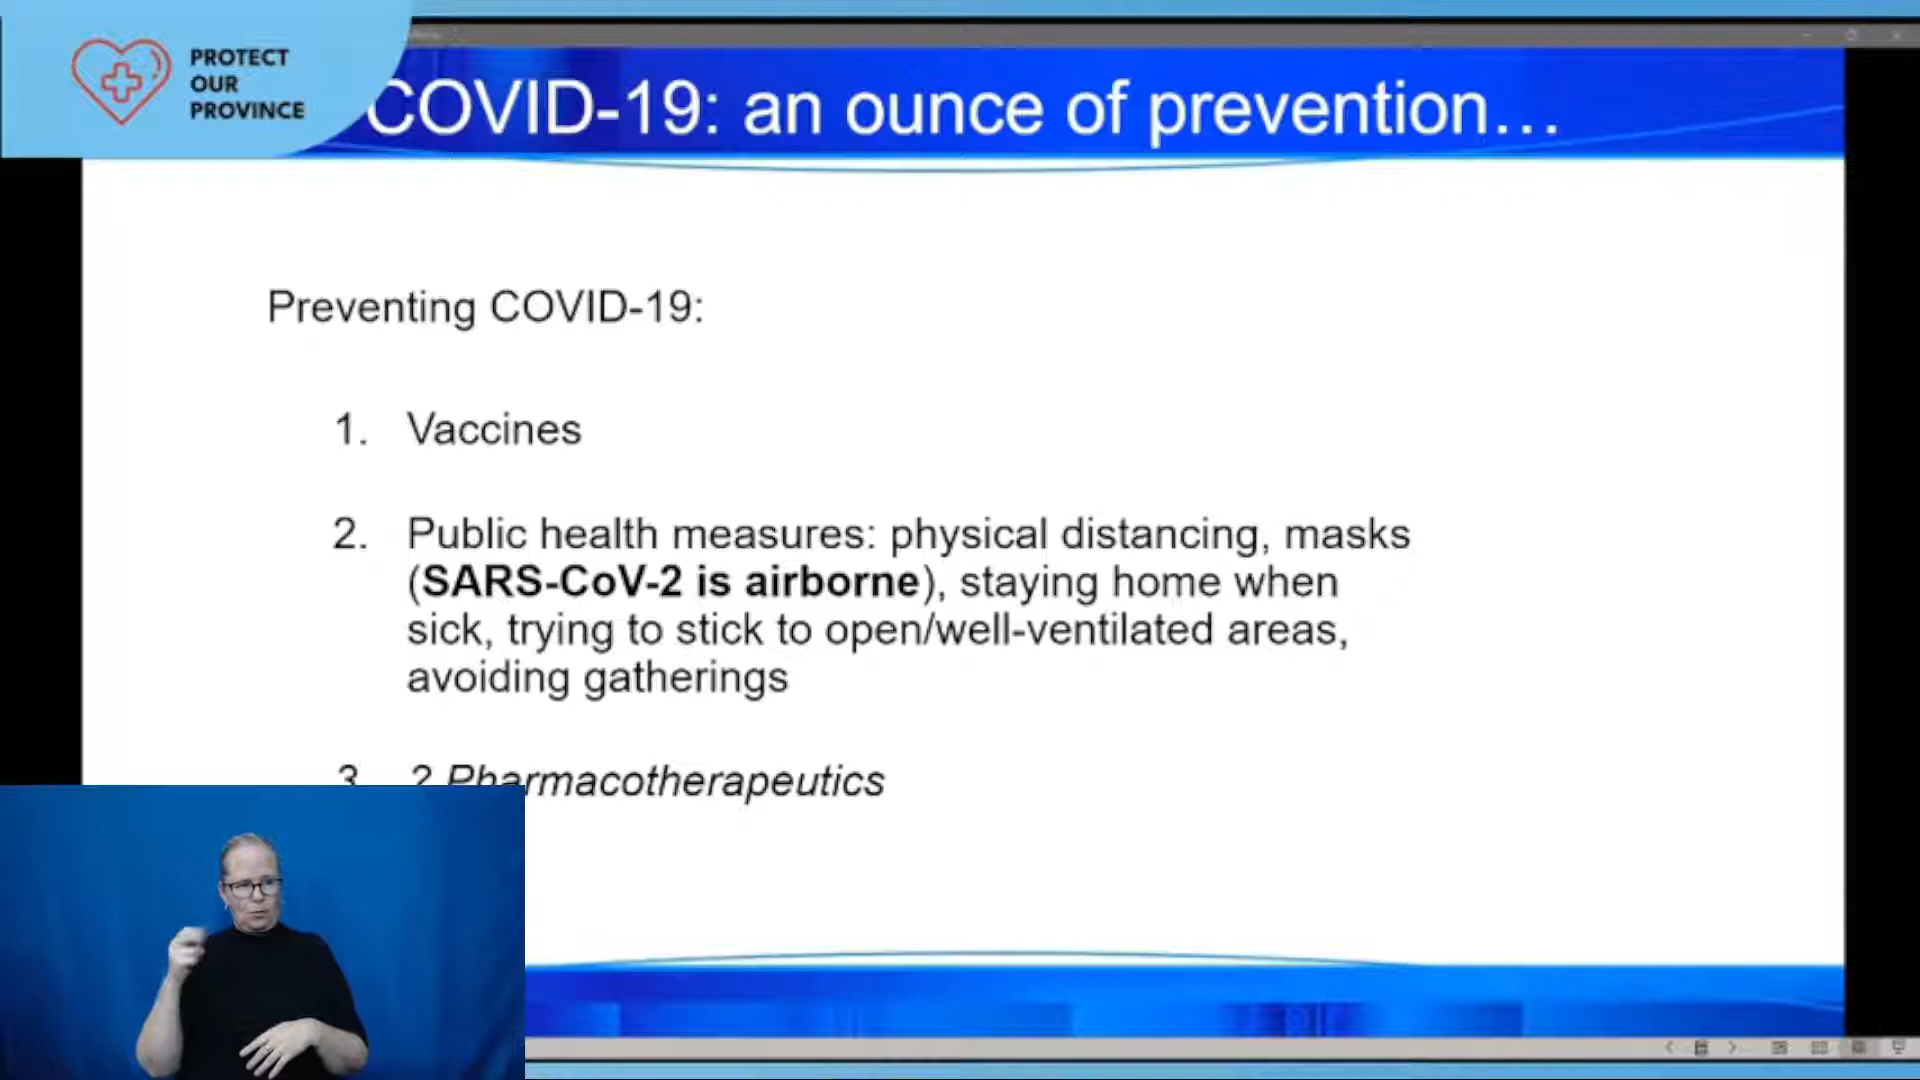 PROTECT
OUR
PROVINCE
COVID-19: an ounce of prevention...
Preventing COVID-19:
1. Vaccines
2. Public health measures: physical distancing, masks
(SARS-CoV-2 is airborne), staying home when
sick, trying to stick to open/well-ventilated areas,
avoiding gatherings
3. ? Pharmacotherapeutics